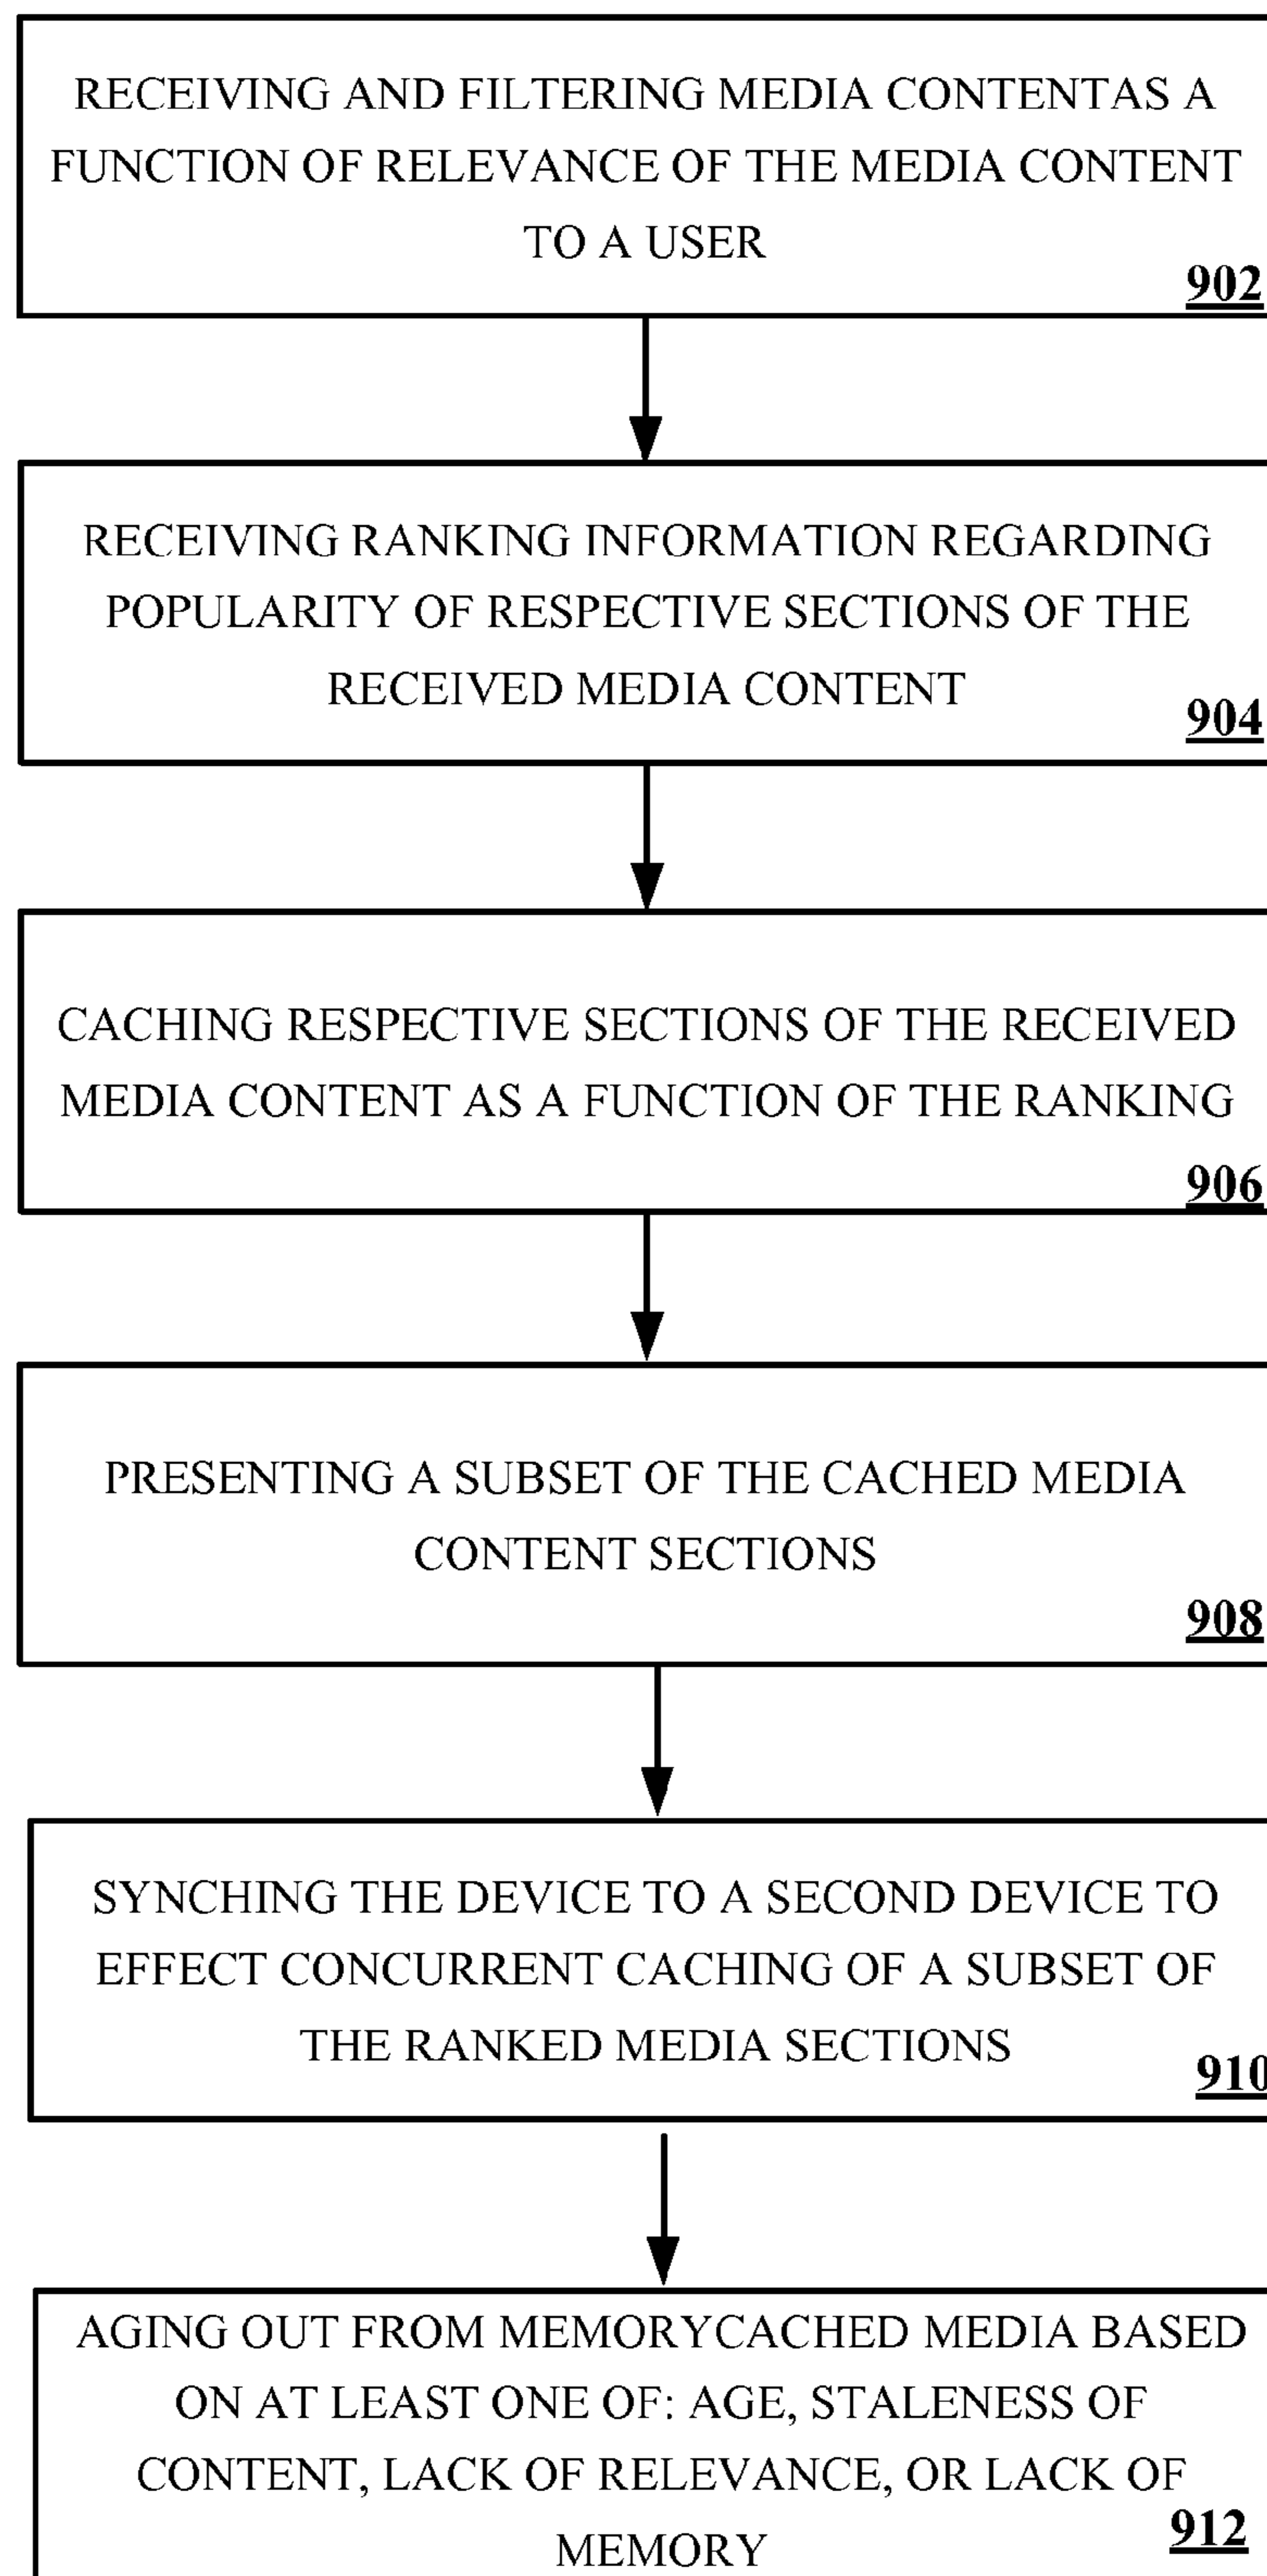 RECEIVING AND FILTERING MEDIA CONTENTAS A
FUNCTION OF RELEVANCE OF THE MEDIA CONTENT
TO A USER
902
RECEIVING RANKING INFORMATION REGARDING
POPULARITY OF RESPECTIVE SECTIONS OF THE
RECEIVED MEDIA CONTENT
904
CACHING RESPECTIVE SECTIONS OF THE RECEIVED
MEDIA CONTENT AS A FUNCTION OF THE RANKING
906
PRESENTING A SUBSET OF THE CACHED MEDIA
CONTENT SECTIONS
908
SYNCHING THE DEVICE TO A SECOND DEVICE TO
EFFECT CONCURRENT CACHING OF A SUBSET OF
THE RANKED MEDIA SECTIONS
910
AGING OUT FROM MEMORYCACHED MEDIA BASED
ON AT LEAST ONE OF: AGE, STALENESS OF
CONTENT, LACK OF RELEVANCE, OR LACK OF
MEMORY
912